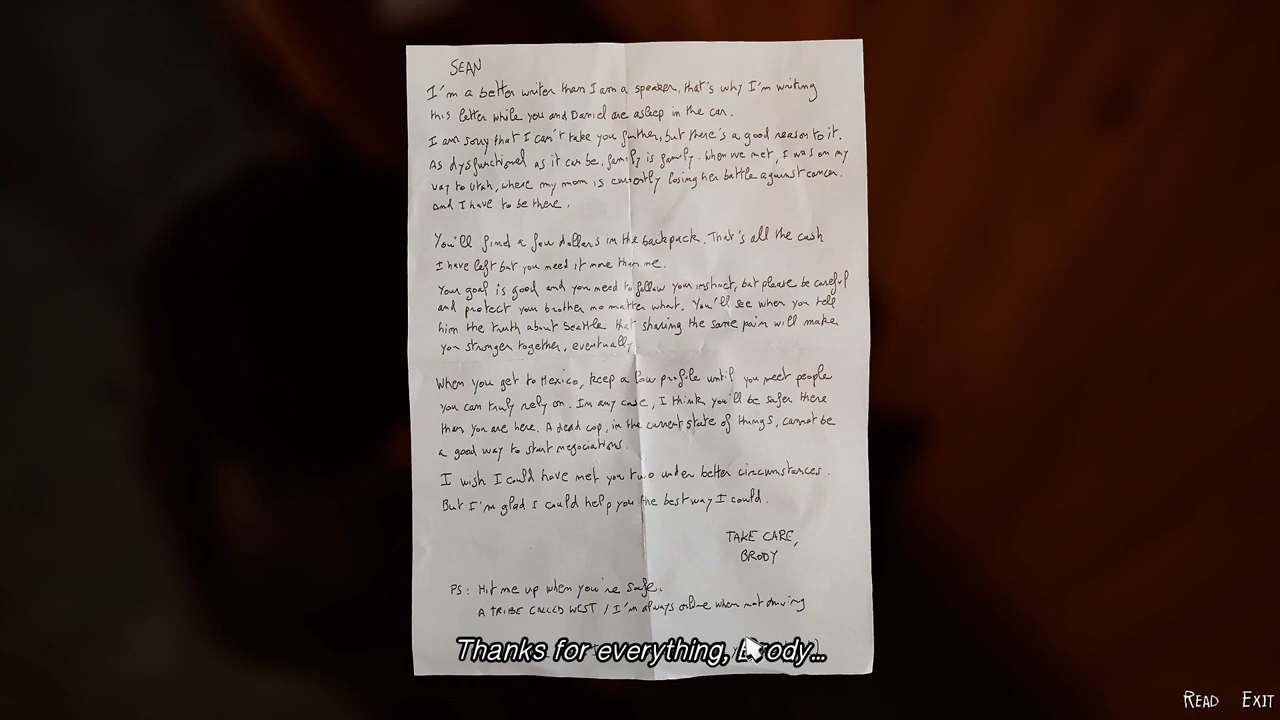 SEAN
I'm a better writer than I am a speaker, that's why I'm writing
this letter while you and Daniel are asleep in the car.
I am sorry that I can't take you further, but there's a good reason to it.
As dysfunctional as it can be, family is family. When we met, I was on my
way to Utah, where my mom is currently losing her battle against cancer.
and I have to be there.
You'll find a few dollars in the backpack. That's all the cash
I have left but you need it more than me.
Your goal is good and you need to follow your instinct, but please be careful
and protect your brother no matter what. You'll see when you tell
him the truth about Seattle that sharing the same pain will make
you stronger together, eventually.
When you get to Mexico, keep a low profile until you meet people
you can truly rely on. In any case, I think you'll be safer there
than you are here. A dead cop, in the current state of things, cannot be
a good way to start negociations.
I wish I could have met you two under better circumstances.
But I'm glad I could help you the best way I could.
TAKE CARE,
BRODY
PS: Hit me up when you're safe.
A TRIBE CALLED WEST / I'm always online when not driving
Thanks for everything, Brody...
READ EXIT